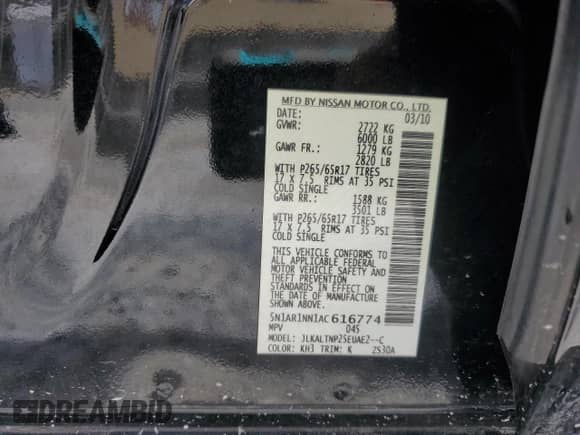 MFD BY NISSAN MOTOR CO., LTD.
DATE: 03/10
GVWR: 2722 KG
6000 LB
GAWR FR.: 1279 KG
2820 LB
WITH P265/65R17 TIRES
17 X 7.5 RIMS AT 35 PSI
COLD SINGLE
GAWR RR.: 1588 KG
3501 LB
WITH P265/65R17 TIRES
17 X 7.5 RIMS AT 35 PSI
COLD SINGLE
THIS VEHICLE CONFORMS TO
ALL APPLICABLE FEDERAL
MOTOR VEHICLE SAFETY AND
THEFT PREVENTION
STANDARDS IN EFFECT ON
THE DATE OF MANUFACTURE
SHOWN ABOVE.
5N1AR1NN1AC616774
MPV 045
MODEL: JLKALTNP25EUAE2--C
COLOR: KH3 TRIM: K 2S30A
DREAMBID